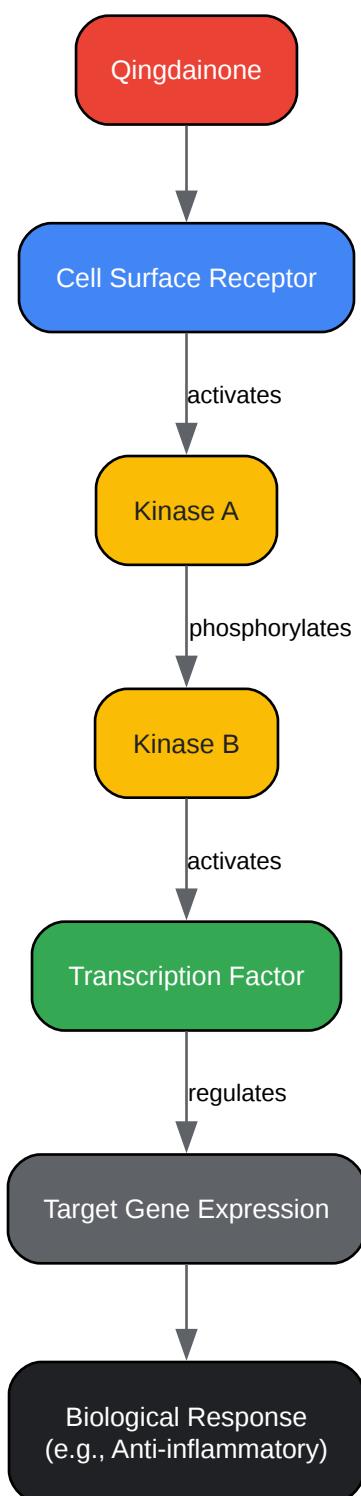 Qingdainone
Cell Surface Receptor
activates
Kinase A
phosphorylates
Kinase B
activates
Transcription Factor
regulates
Target Gene Expression
Biological Response
(e.g., Anti-inflammatory)